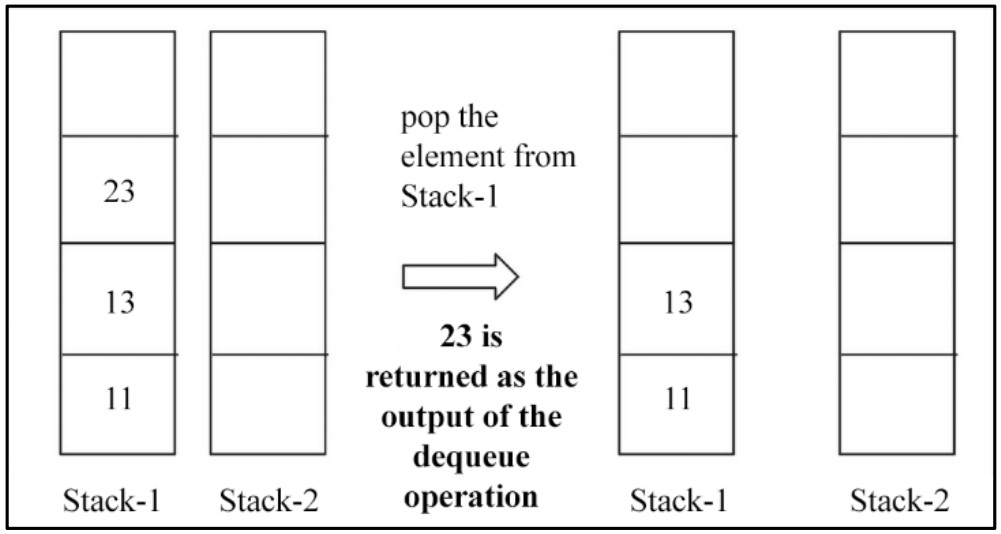 23
13
11
Stack-1
Stack-2
pop the
element from
Stack-1
23 is
returned as the
output of the
dequeue
operation
13
11
Stack-1
Stack-2